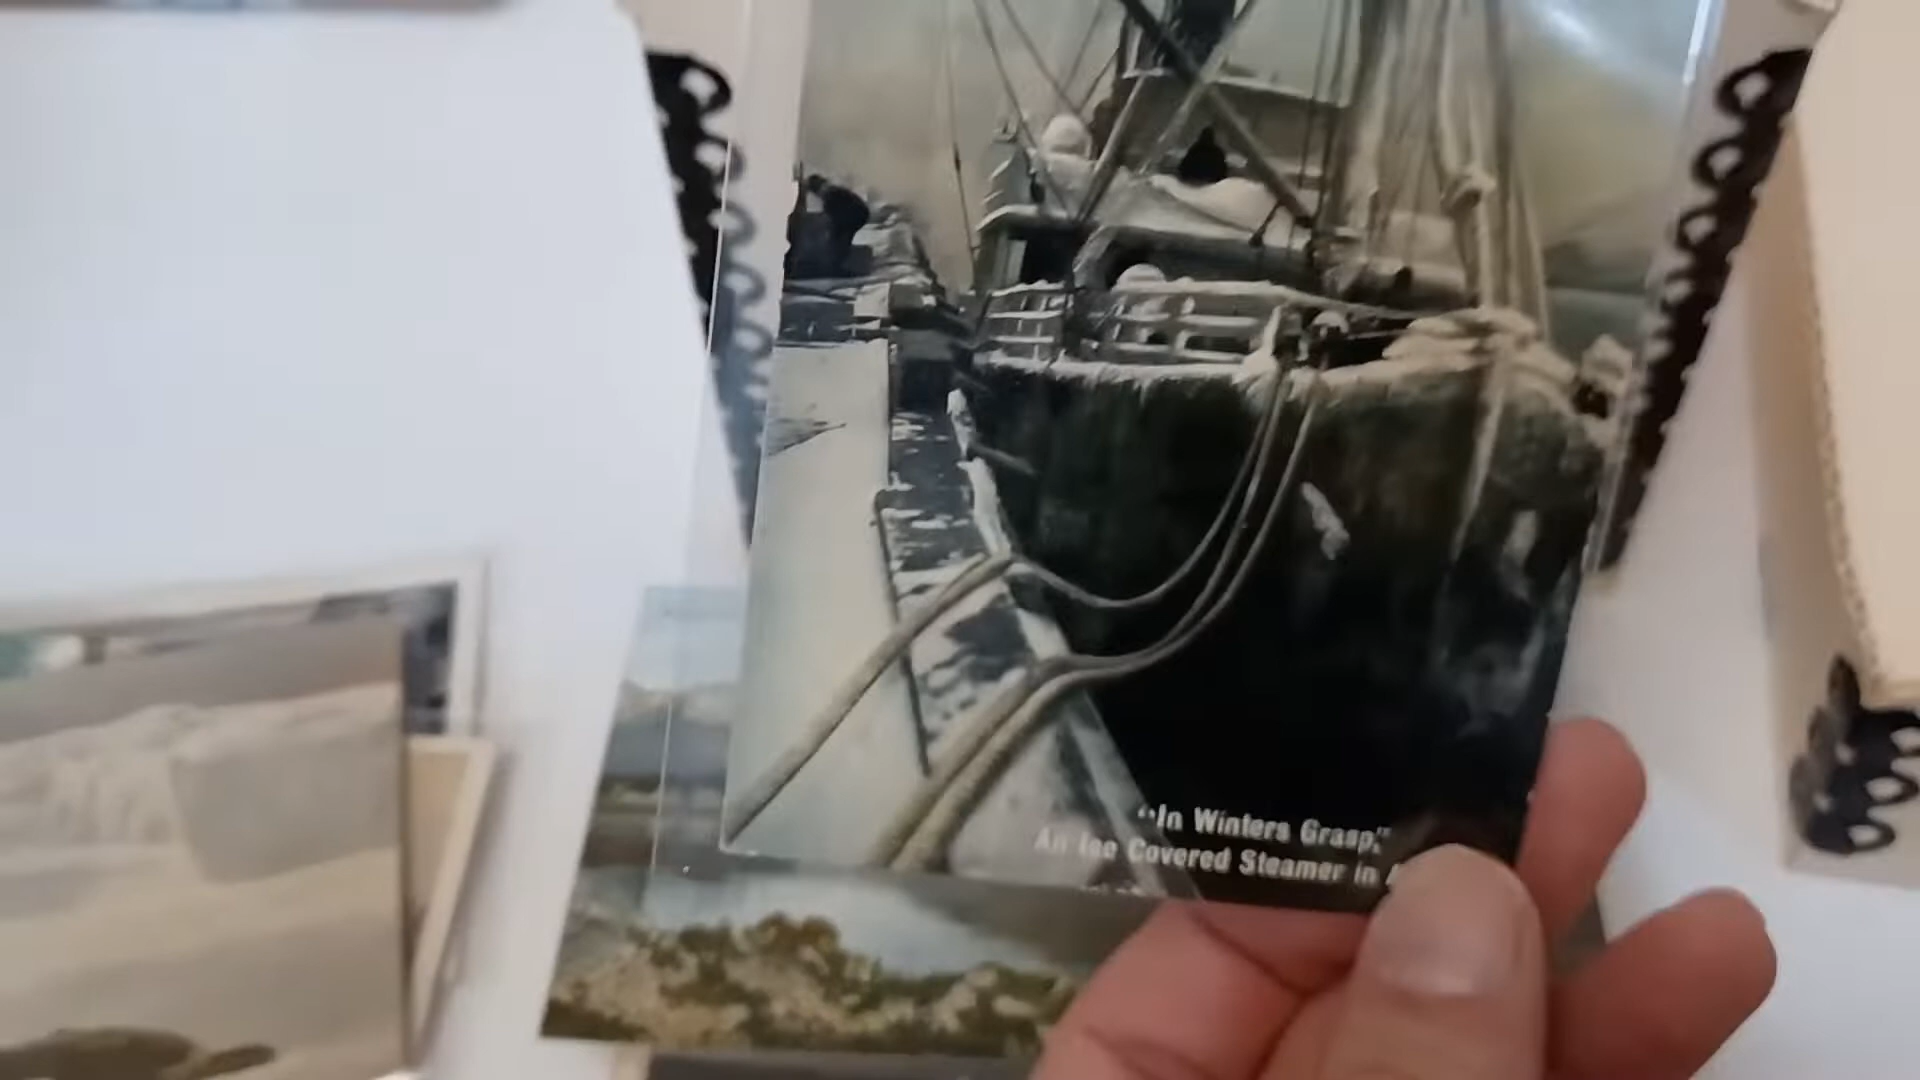 “In Winters Grasp,”
An Ice Covered Steamer in